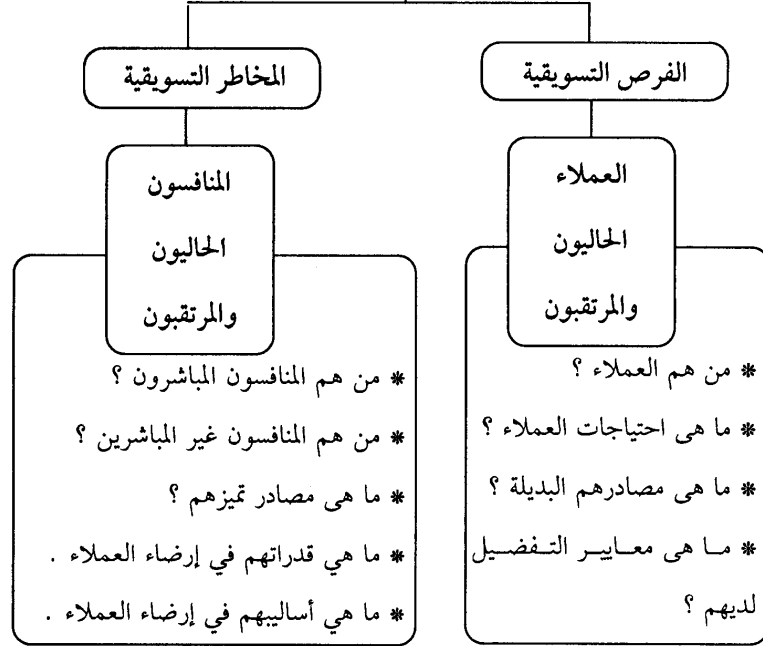 الفرص التسويقية
العملاء
الحاليون
والمرتقبون
* من هم العملاء ؟
* ما هى احتياجات العملاء ؟
* ما هى مصادرهم البديلة ؟
* مـا هى معـاييـر التـفـضـيل
لديهم ؟
المخاطر التسويقية
المنافسون
الحاليون
والمرتقبون
* من هم المنافسون المباشرون ؟
* من هم المنافسون غير المباشرين ؟
* ما هى مصادر تميزهم ؟
* ما هي قدراتهم في إرضاء العملاء .
* ما هي أساليبهم في إرضاء العملاء .